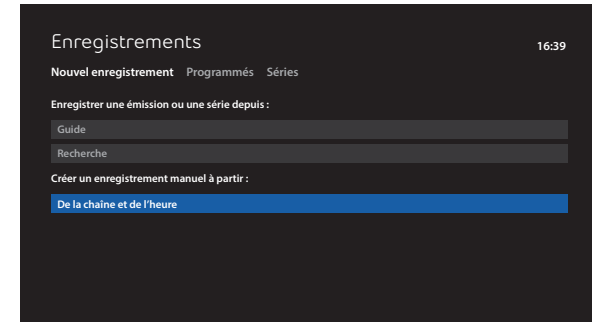 Enregistrements
16:39
Nouvel enregistrement Programmés Séries
Enregistrer une émission ou une série depuis :
Guide
Recherche
Créer un enregistrement manuel à partir :
De la chaîne et de l'heure